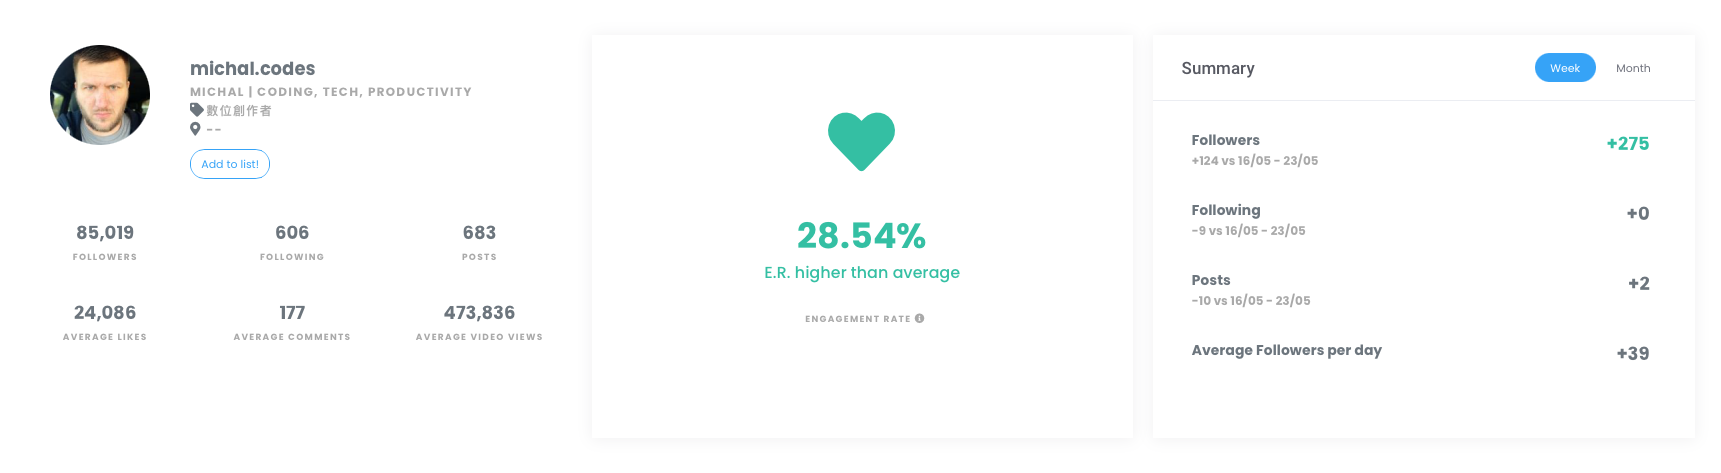 michal.codes
MICHAL | CODING, TECH, PRODUCTIVITY
數位創作者
--
Add to list!
85,019
FOLLOWERS
606
FOLLOWING
683
POSTS
24,086
AVERAGE LIKES
177
AVERAGE COMMENTS
473,836
AVERAGE VIDEO VIEWS
28.54%
E.R. higher than average
ENGAGEMENT RATE
Summary
Week
Month
Followers
+124 vs 16/05 - 23/05
+275
Following
-9 vs 16/05 - 23/05
+0
Posts
-10 vs 16/05 - 23/05
+2
Average Followers per day
+39